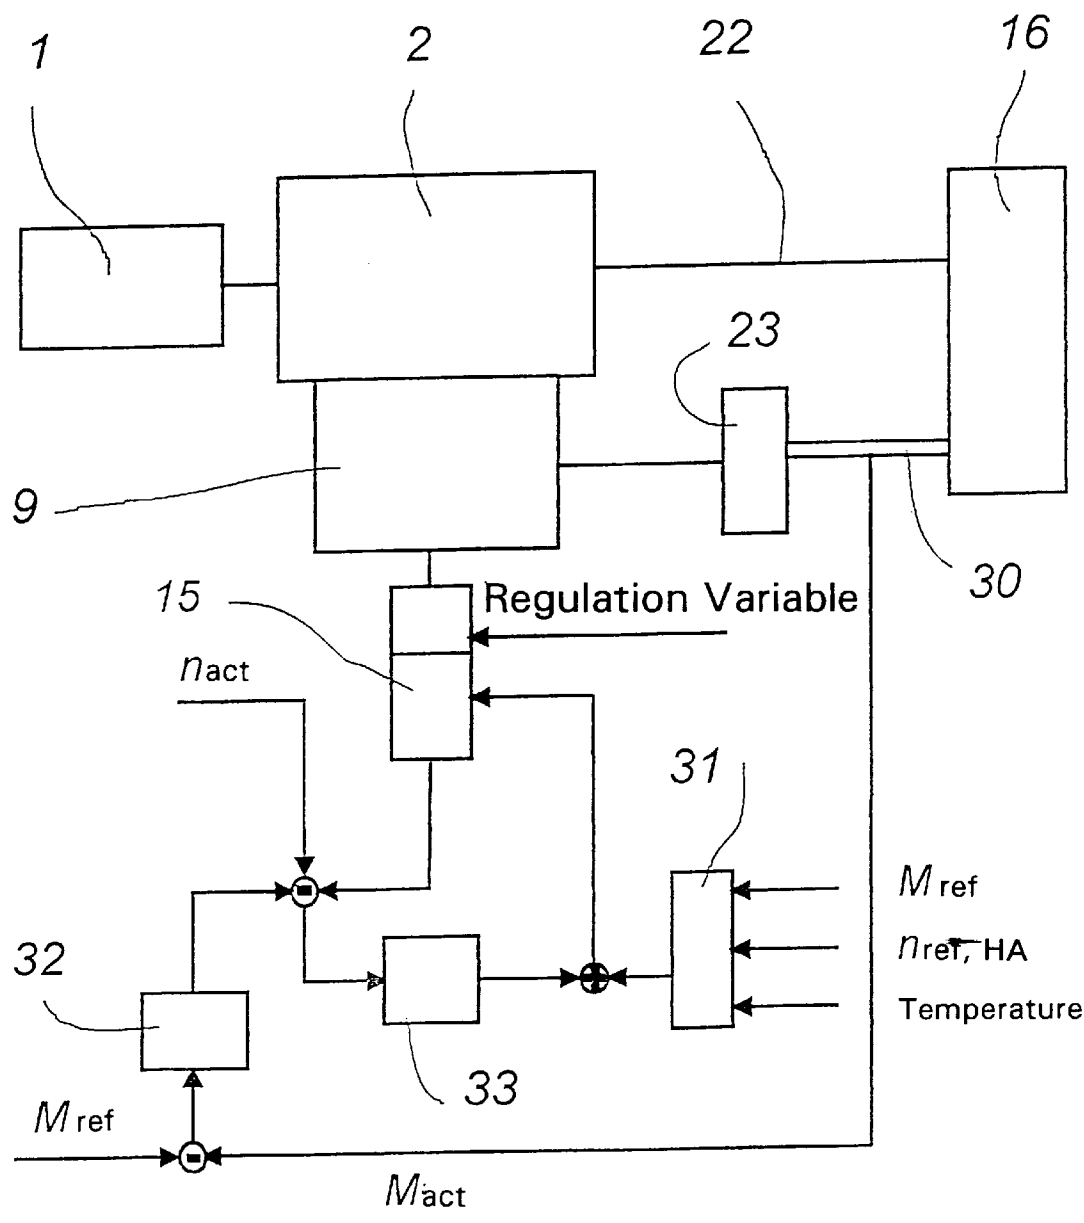 1
2
22
16
23
9
30
15
Regulation Variable
nact
31
Mref
nref, HA
32
Temperature
33
Mref
Mact